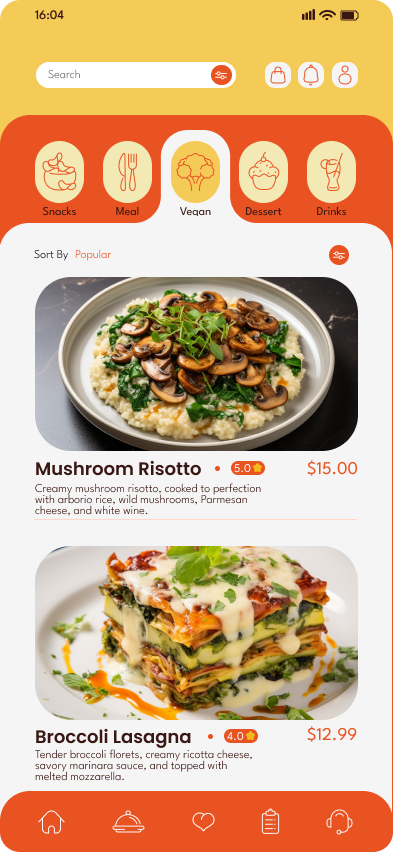 16:04
Search
Snacks
Meal
Vegan
Dessert
Drinks
Sort By Popular
Mushroom Risotto • 5.0 $15.00
Creamy mushroom risotto, cooked to perfection
with arborio rice, wild mushrooms, Parmesan
cheese, and white wine.
Broccoli Lasagna • 4.0 $12.99
Tender broccoli florets, creamy ricotta cheese,
savory marinara sauce, and topped with
melted mozzarella.